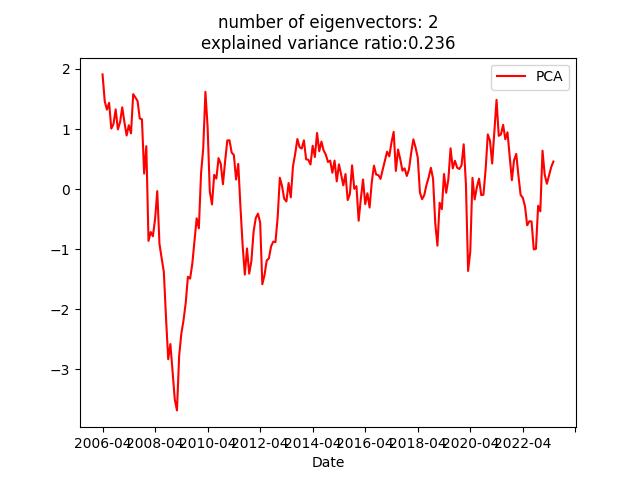 number of eigenvectors: 2
explained variance ratio:0.236
PCA
2
1
0
−1
−2
−3
2006-04 2008-04 2010-04 2012-04 2014-04 2016-04 2018-04 2020-04 2022-04
Date